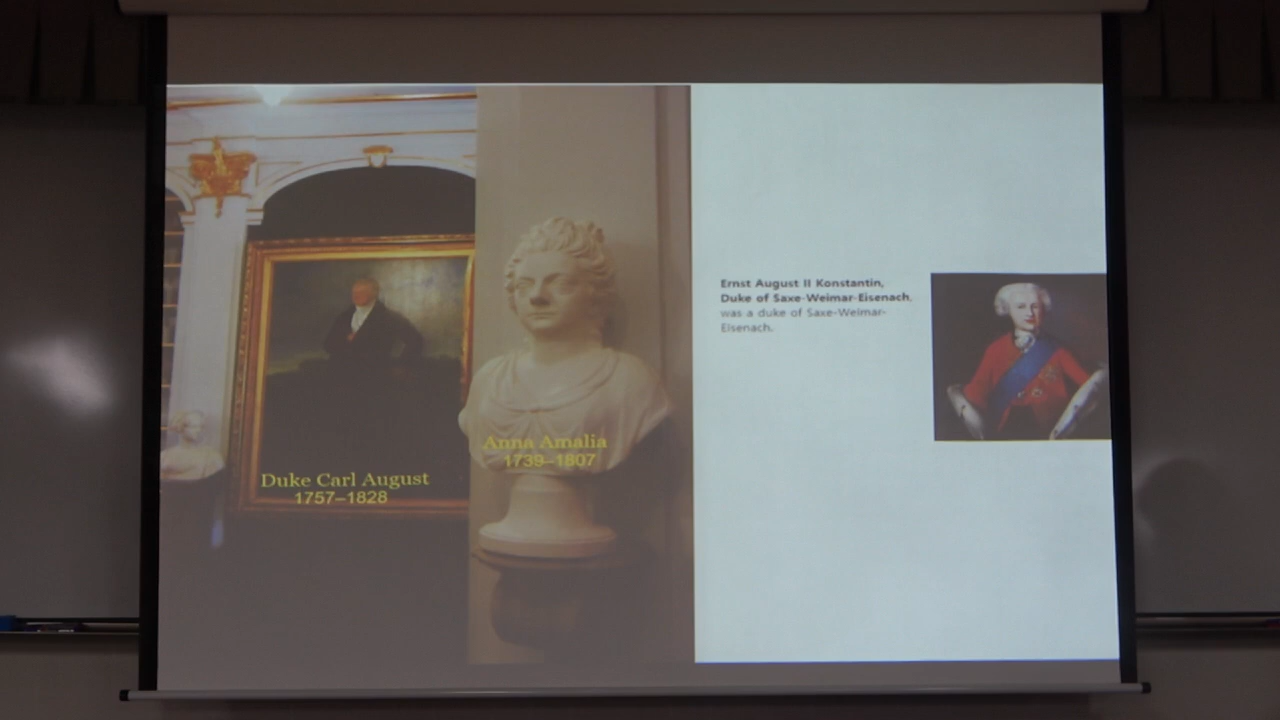 Duke Carl August
1757–1828
Anna Amalia
1739–1807
Ernst August II Konstantin,
Duke of Saxe-Weimar-Eisenach,
was a duke of Saxe-Weimar-
Eisenach.